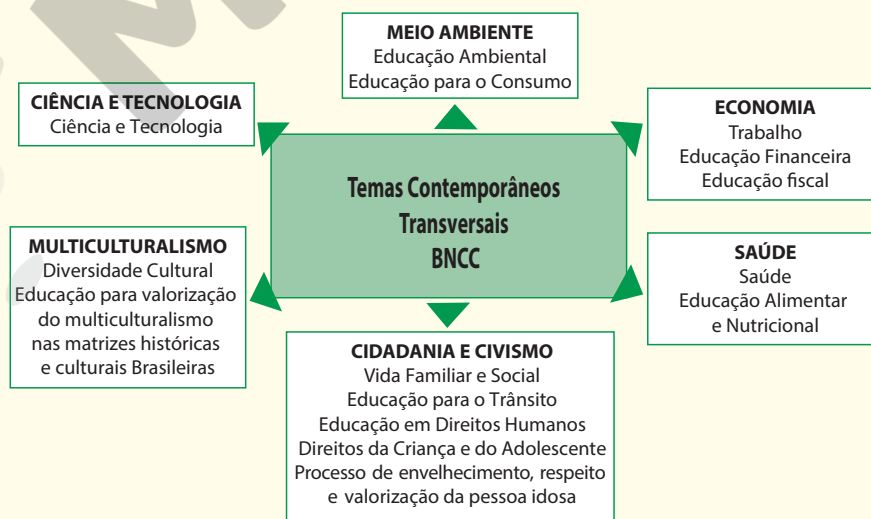 MEIO AMBIENTE
Educação Ambiental
Educação para o Consumo
CIÊNCIA E TECNOLOGIA
Ciência e Tecnologia
ECONOMIA
Trabalho
Educação Financeira
Educação fiscal
Temas Contemporâneos
Transversais
BNCC
MULTICULTURALISMO
Diversidade Cultural
Educação para valorização
do multiculturalismo
nas matrizes históricas
e culturais Brasileiras
SAÚDE
Saúde
Educação Alimentar
e Nutricional
CIDADANIA E CIVISMO
Vida Familiar e Social
Educação para o Trânsito
Educação em Direitos Humanos
Direitos da Criança e do Adolescente
Processo de envelhecimento, respeito
e valorização da pessoa idosa